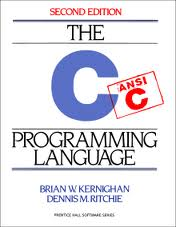 SECOND EDITION
THE
C
ANSI
C
PROGRAMMING
LANGUAGE
BRIAN W. KERNIGHAN
DENNIS M. RITCHIE
PRENTICE HALL SOFTWARE SERIES